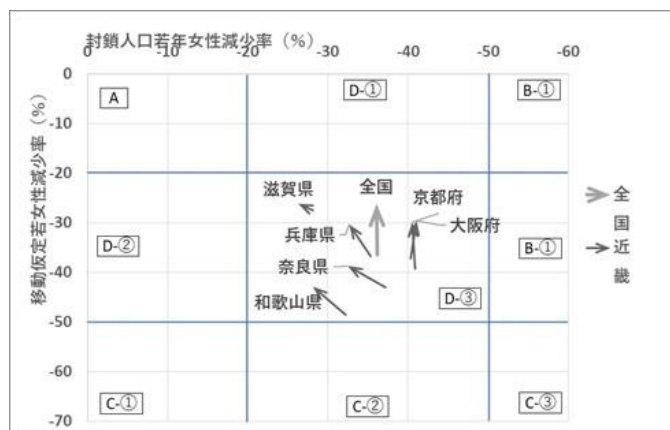 封鎖人口若年女性減少率（%）
0 -10 -20 -30 -40 -50 -60
移動仮定若女性減少率（%）
0
-10
-20
-30
-40
-50
-60
-70
A
D-①
B-①
滋賀県
全国
京都府
大阪府
兵庫県
D-②
B-①
奈良県
和歌山県
D-③
C-①
C-②
C-③
全国
近畿